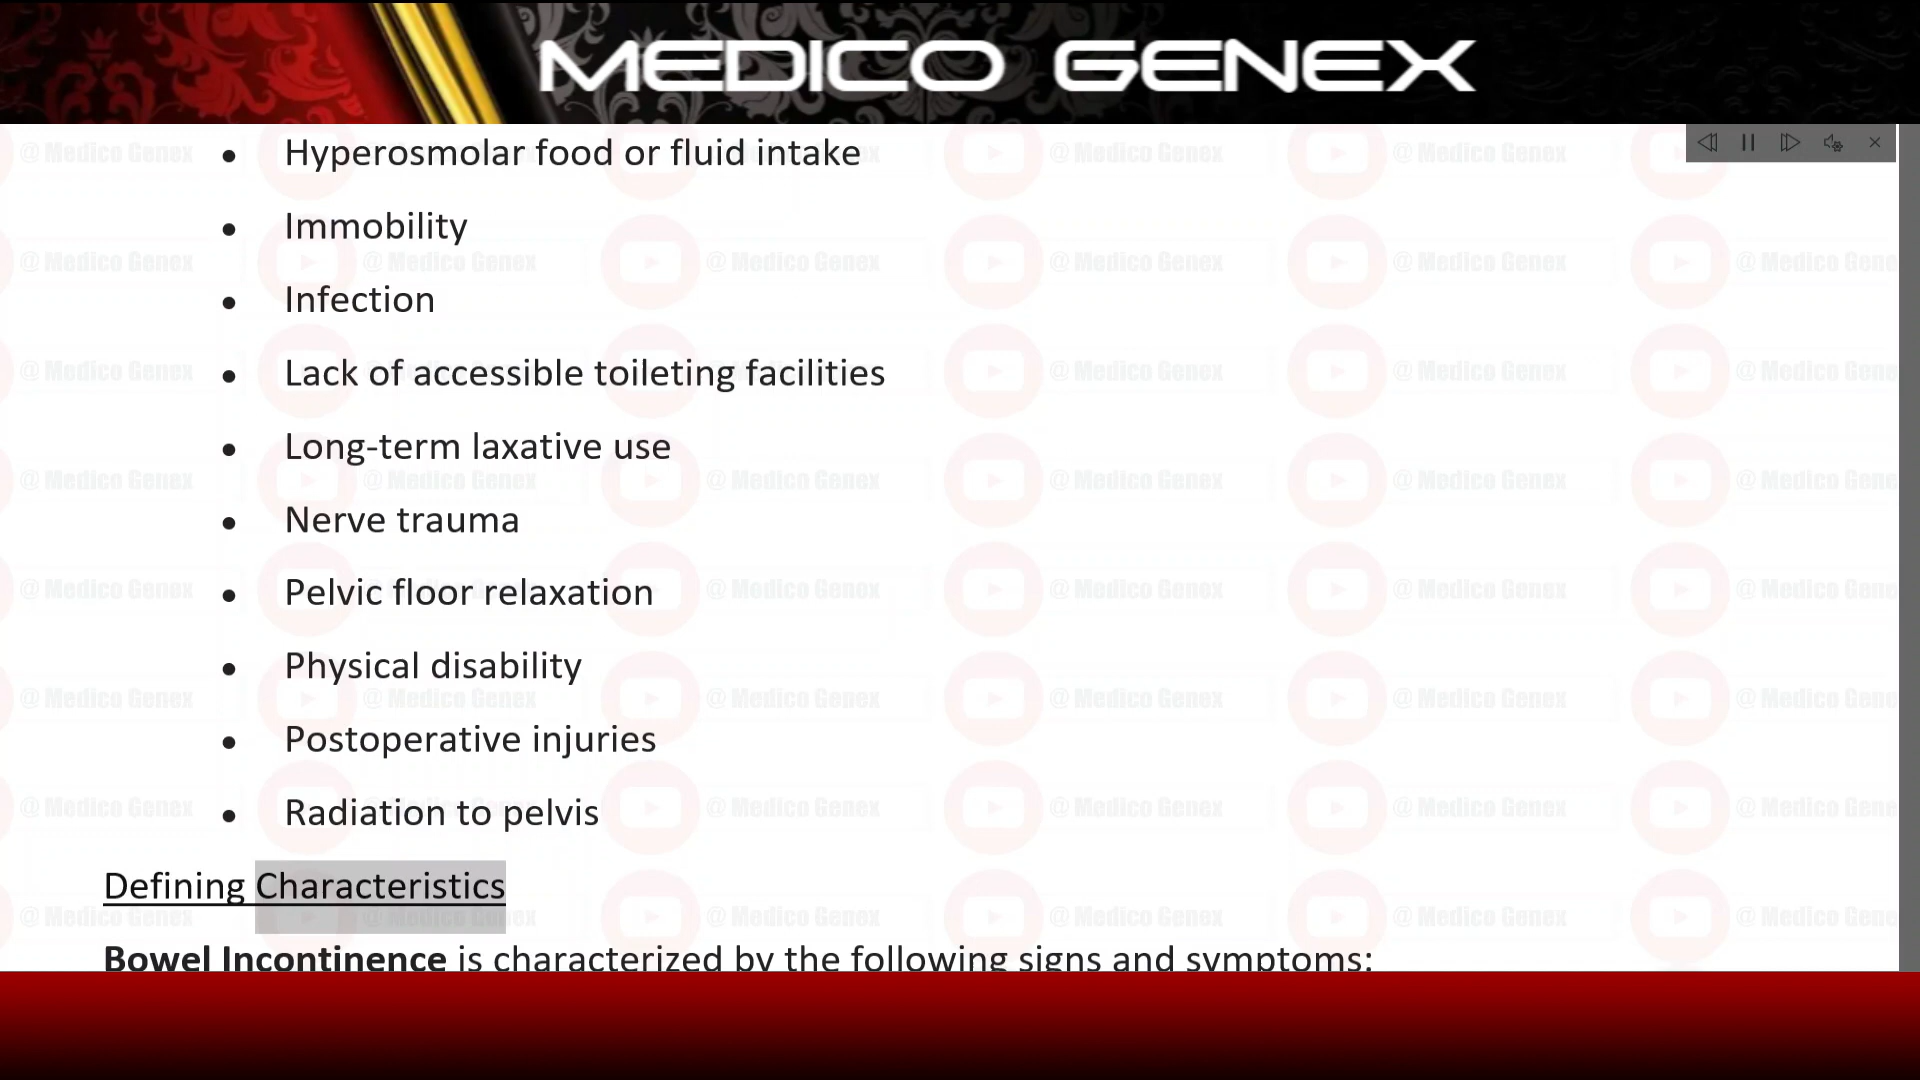 MEDICO GENEX
• Hyperosmolar food or fluid intake
• Immobility
• Infection
• Lack of accessible toileting facilities
• Long-term laxative use
• Nerve trauma
• Pelvic floor relaxation
• Physical disability
• Postoperative injuries
• Radiation to pelvis
Defining Characteristics
Bowel Incontinence is characterized by the following signs and symptoms:
@ Medico Genex